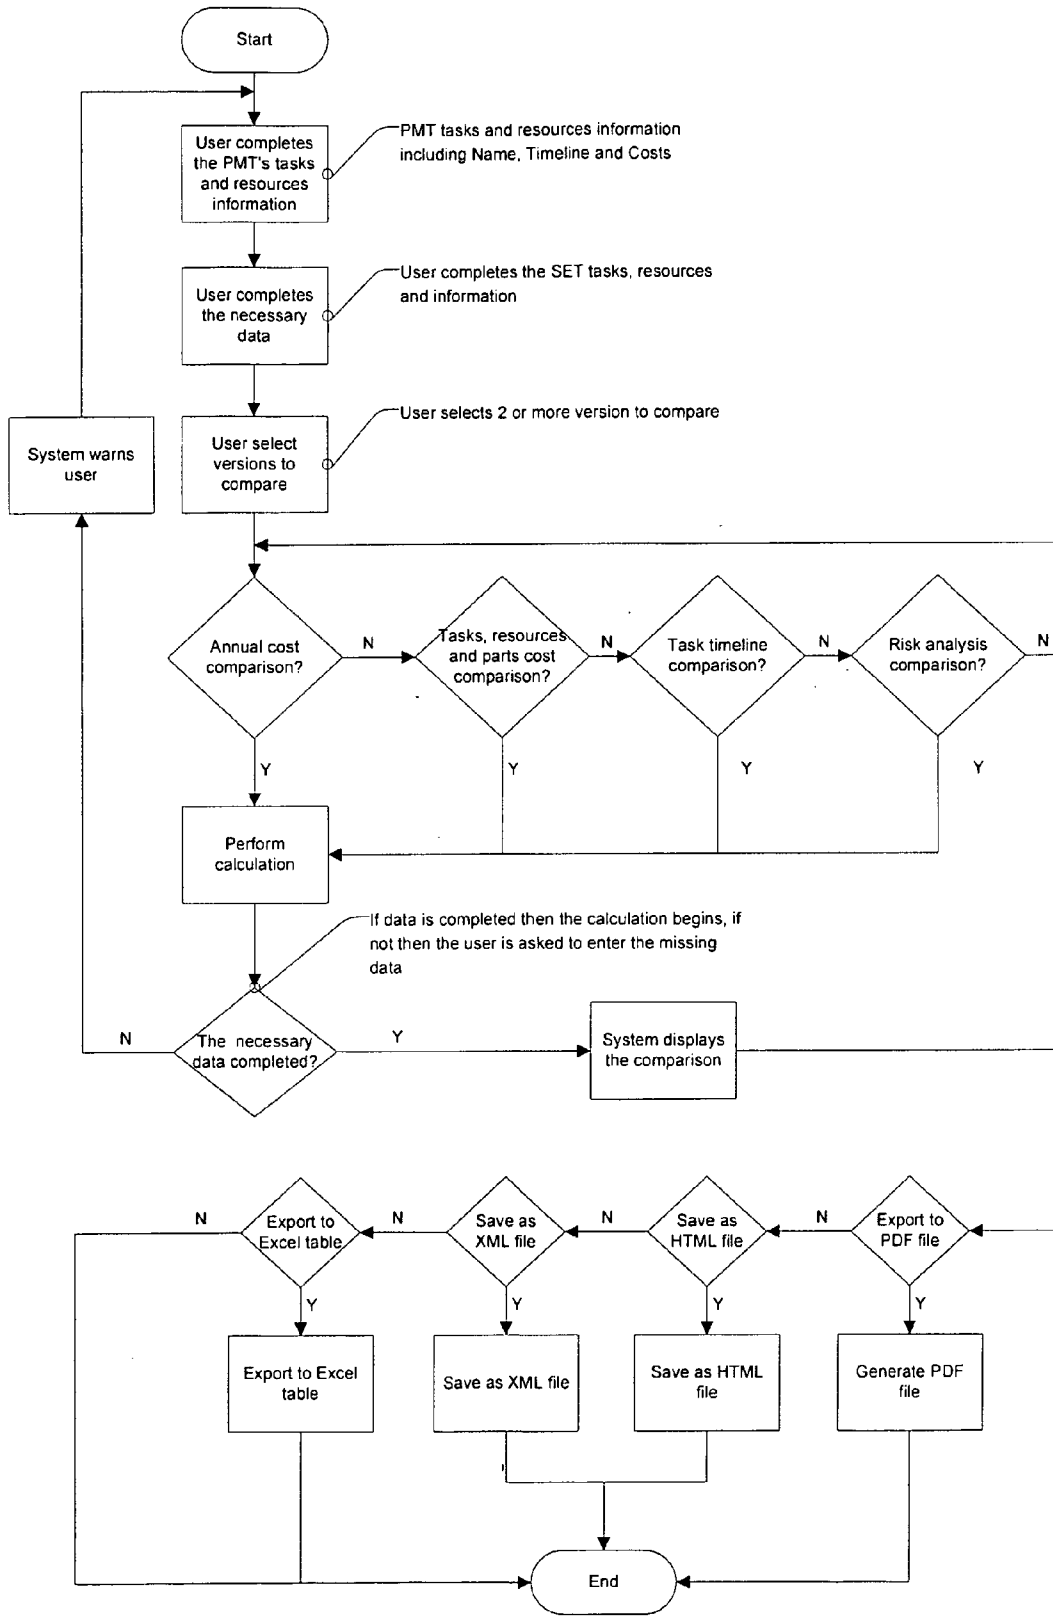 Start
User completes
the PMT's tasks
and resources
information
PMT tasks and resources information
including Name, Timeline and Costs
User completes
the necessary
data
User completes the SET tasks, resources
and information
System warns
user
User select
versions to
compare
User selects 2 or more version to compare
Annual cost
comparison?
N
Tasks, resources
and parts cost
comparison?
N
Task timeline
comparison?
N
Risk analysis
comparison?
N
Y
Y
Y
Y
Perform
calculation
If data is completed then the calculation begins, if
not then the user is asked to enter the missing
data
N
The necessary
data completed?
Y
System displays
the comparison
N
Export to
Excel table
N
Save as
XML file
N
Save as
HTML file
N
Export to
PDF file
Y
Y
Y
Y
Export to Excel
table
Save as XML file
Save as HTML
file
Generate PDF
file
End